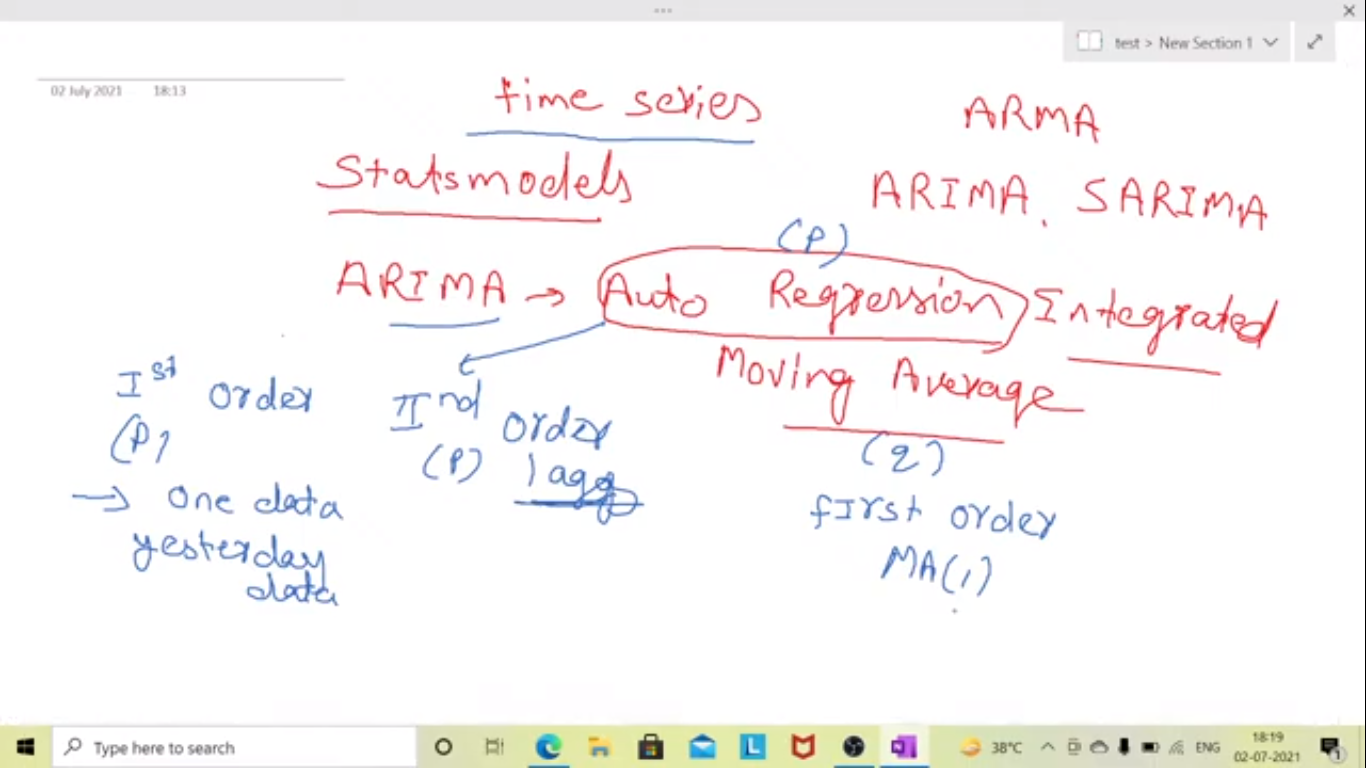 test > New Section 1
02 July 2021 18:13
time series
ARMA
Statsmodels
ARIMA, SARIMA
(P)
ARIMA → Auto Regression Integrated
Moving Average
Ist order
(P)
IInd order
(P) lagg
(q)
→ one data
yesterday
data
first order
MA(1)
Type here to search
38°C
ENG
18:19
02-07-2021
1